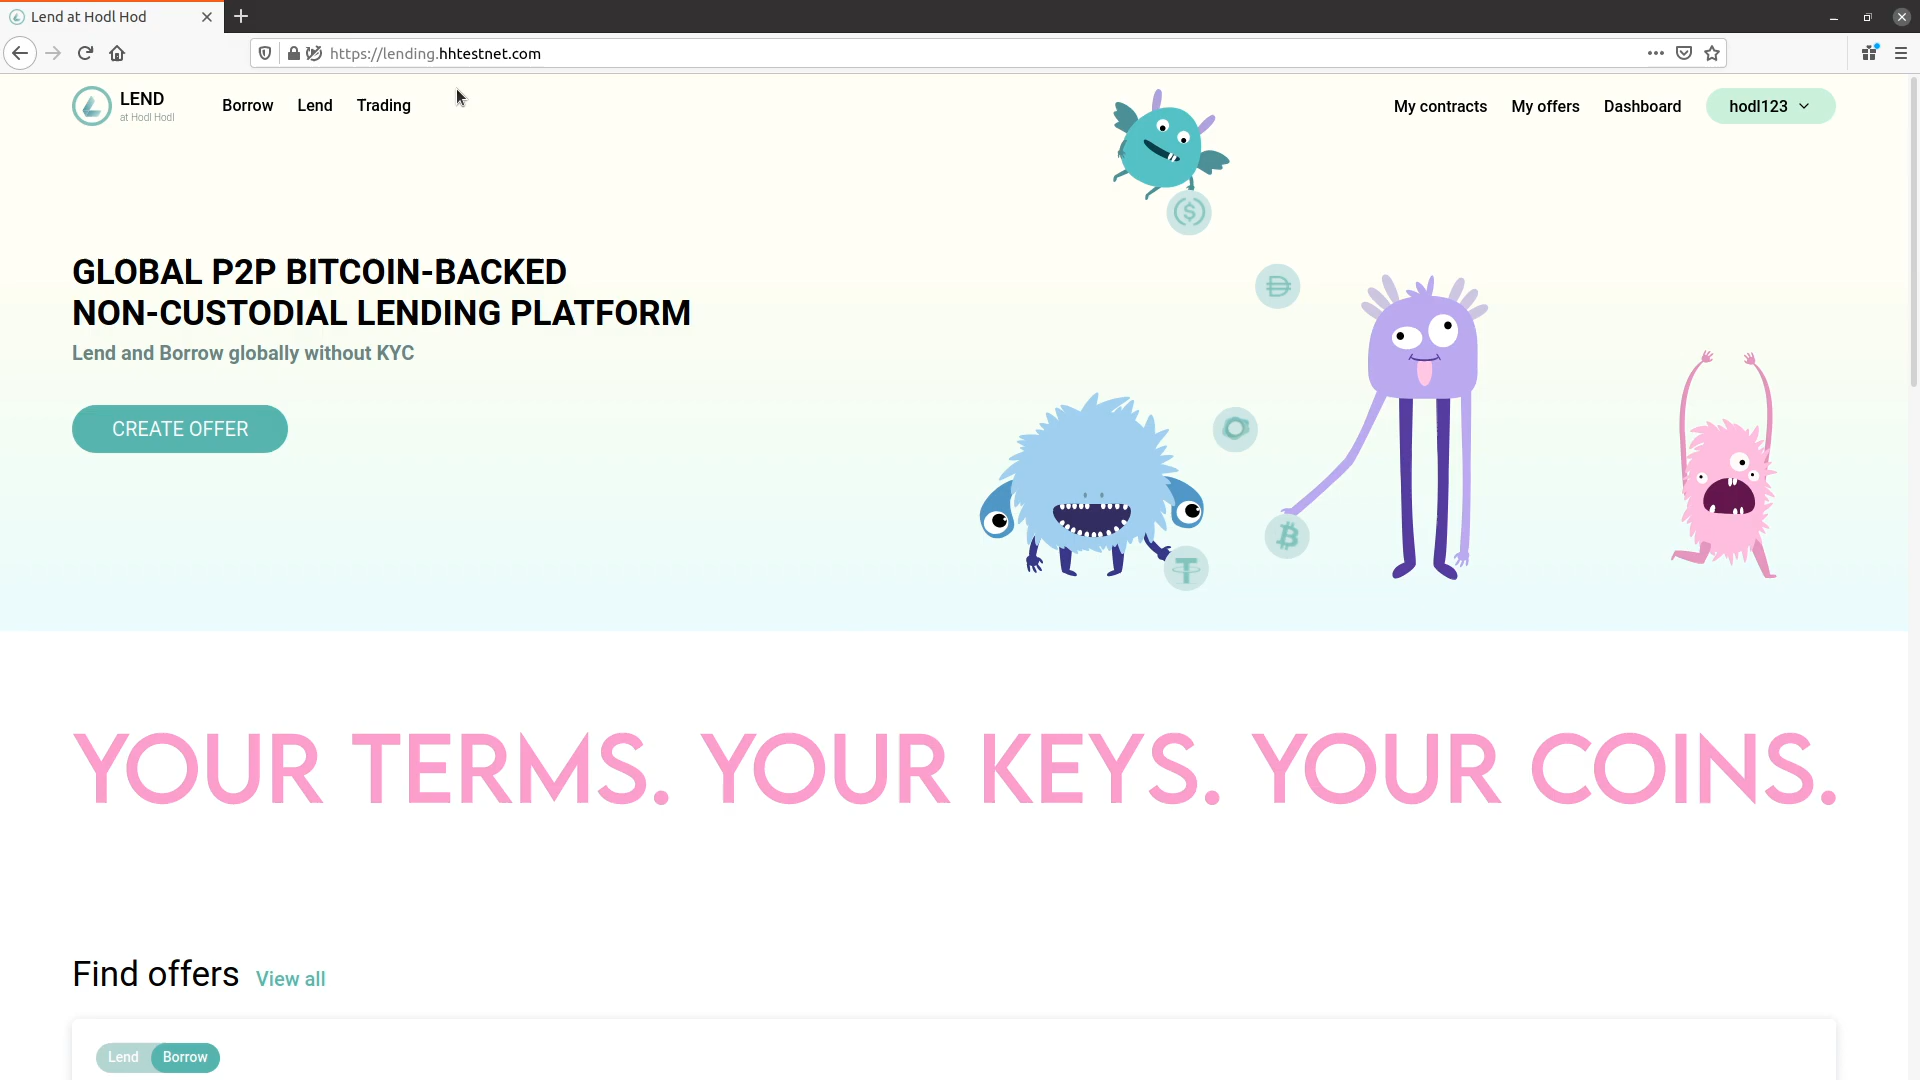 Lend at Hodl Hod
https://lending.hhtestnet.com
LEND
at Hodl Hodl
Borrow
Lend
Trading
My contracts
My offers
Dashboard
hodl123
GLOBAL P2P BITCOIN-BACKED
NON-CUSTODIAL LENDING PLATFORM
Lend and Borrow globally without KYC
CREATE OFFER
YOUR TERMS. YOUR KEYS. YOUR COINS.
Find offers View all
Lend Borrow